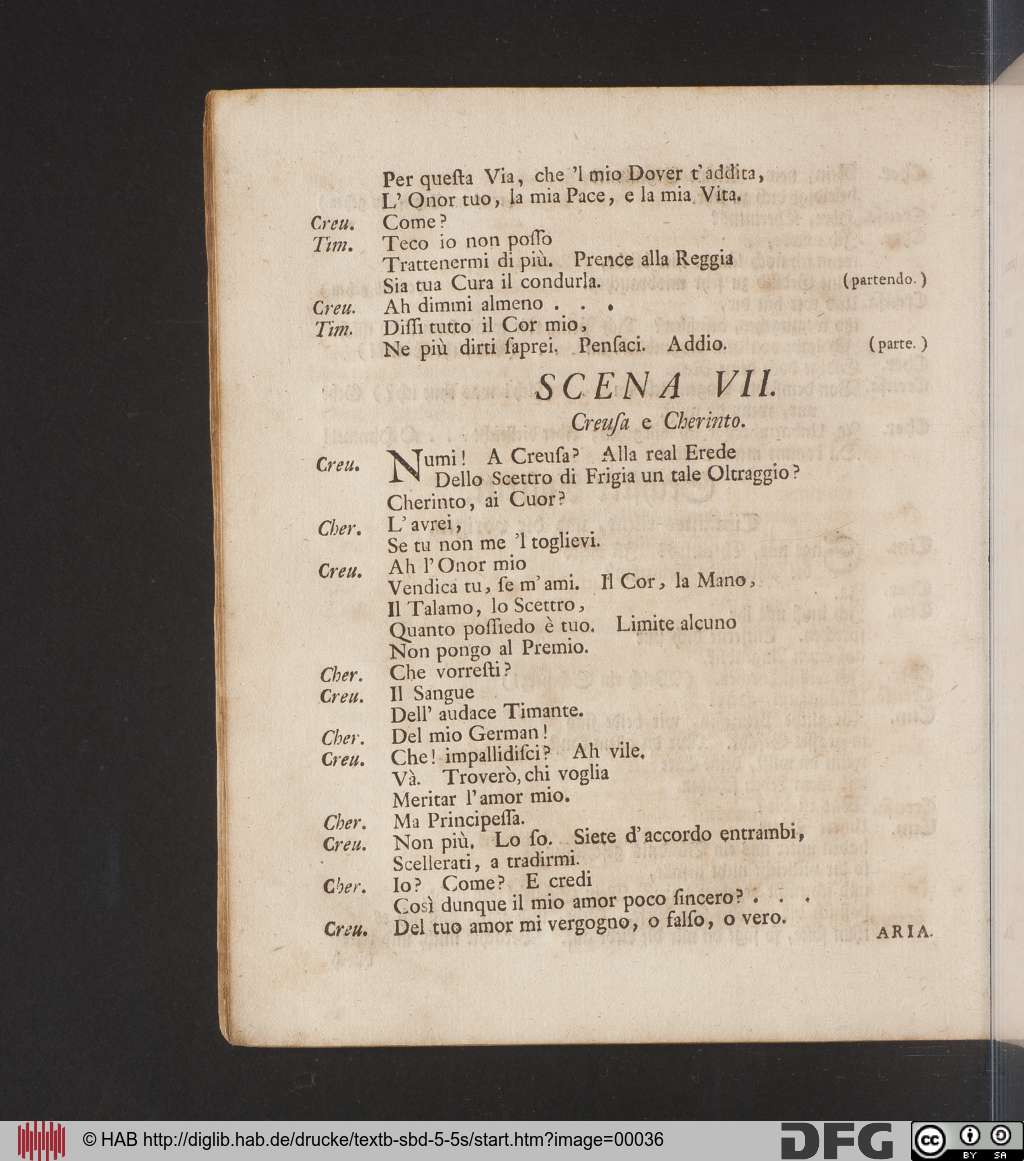 Per queſta Via, che 'l mio Dover t'addita,
L' Onor tuo, la mia Pace, e la mia Vita.
Creu. Come?
Tim. Teco io non poſſo
Trattenermi di più. Prence alla Reggia
Sia tua Cura il condurla. (partendo.)
Creu. Ah dimmi almeno . . .
Tim. Diſſi tutto il Cor mio,
Ne più dirti ſaprei. Penſaci. Addio. (parte.)
SCENA VII.
Creuſa e Cherinto.
Creu. Numi! A Creuſa? Alla real Erede
Dello Scettro di Frigia un tale Oltraggio?
Cherinto, ai Cuor?
Cher. L'avrei,
Se tu non me 'l toglievi.
Creu. Ah l'Onor mio
Vendica tu, ſe m'ami. Il Cor, la Mano,
Il Talamo, lo Scettro,
Quanto poſſiedo è tuo. Limite alcuno
Non pongo al Premio.
Cher. Che vorreſti?
Creu. Il Sangue
Dell' audace Timante.
Cher. Del mio German!
Creu. Che! impallidiſci? Ah vile.
Và. Troverò, chi voglia
Meritar l'amor mio.
Cher. Ma Principeſſa.
Creu. Non più. Lo ſo. Siete d'accordo entrambi,
Scellerati, a tradirmi.
Cher. Io? Come? E credi
Così dunque il mio amor poco ſincero? . . .
Creu. Del tuo amor mi vergogno, o falſo, o vero.
ARIA.
© HAB http://diglib.hab.de/drucke/textb-sbd-5-5s/start.htm?image=00036
DFG
cc BY SA